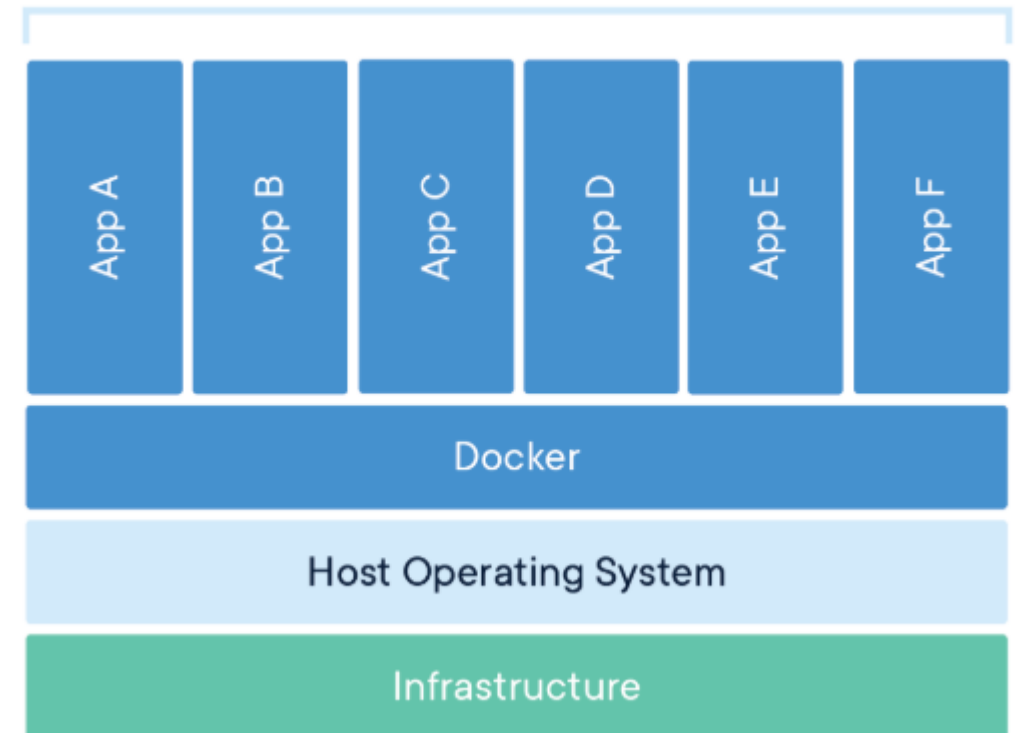 App A
App B
App C
App D
App E
App F
Docker
Host Operating System
Infrastructure